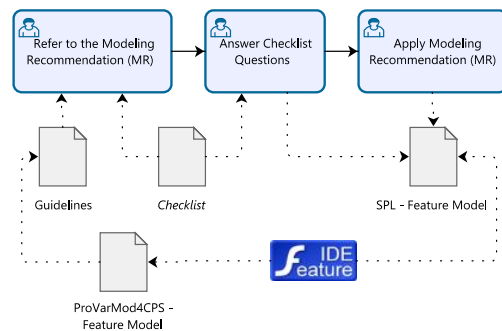 Refer to the Modeling
Recommendation (MR)
Answer Checklist
Questions
Apply Modeling
Recommendation (MR)
Guidelines
Checklist
SPL - Feature Model
IDE
Feature
ProVarMod4CPS -
Feature Model